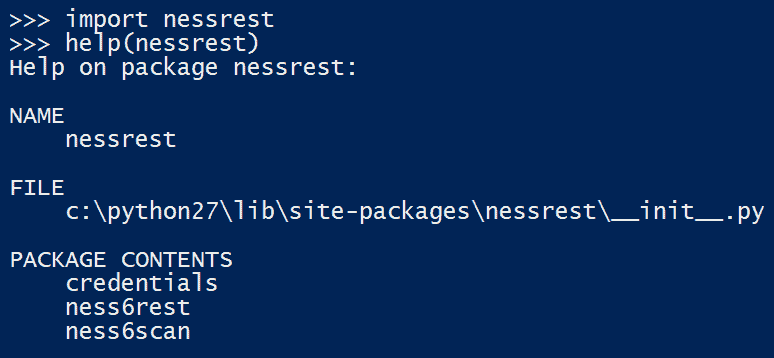 >>> import nessrest
>>> help(nessrest)
Help on package nessrest:
NAME
nessrest
FILE
c:\python27\lib\site-packages\nessrest\__init__.py
PACKAGE CONTENTS
credentials
ness6rest
ness6scan